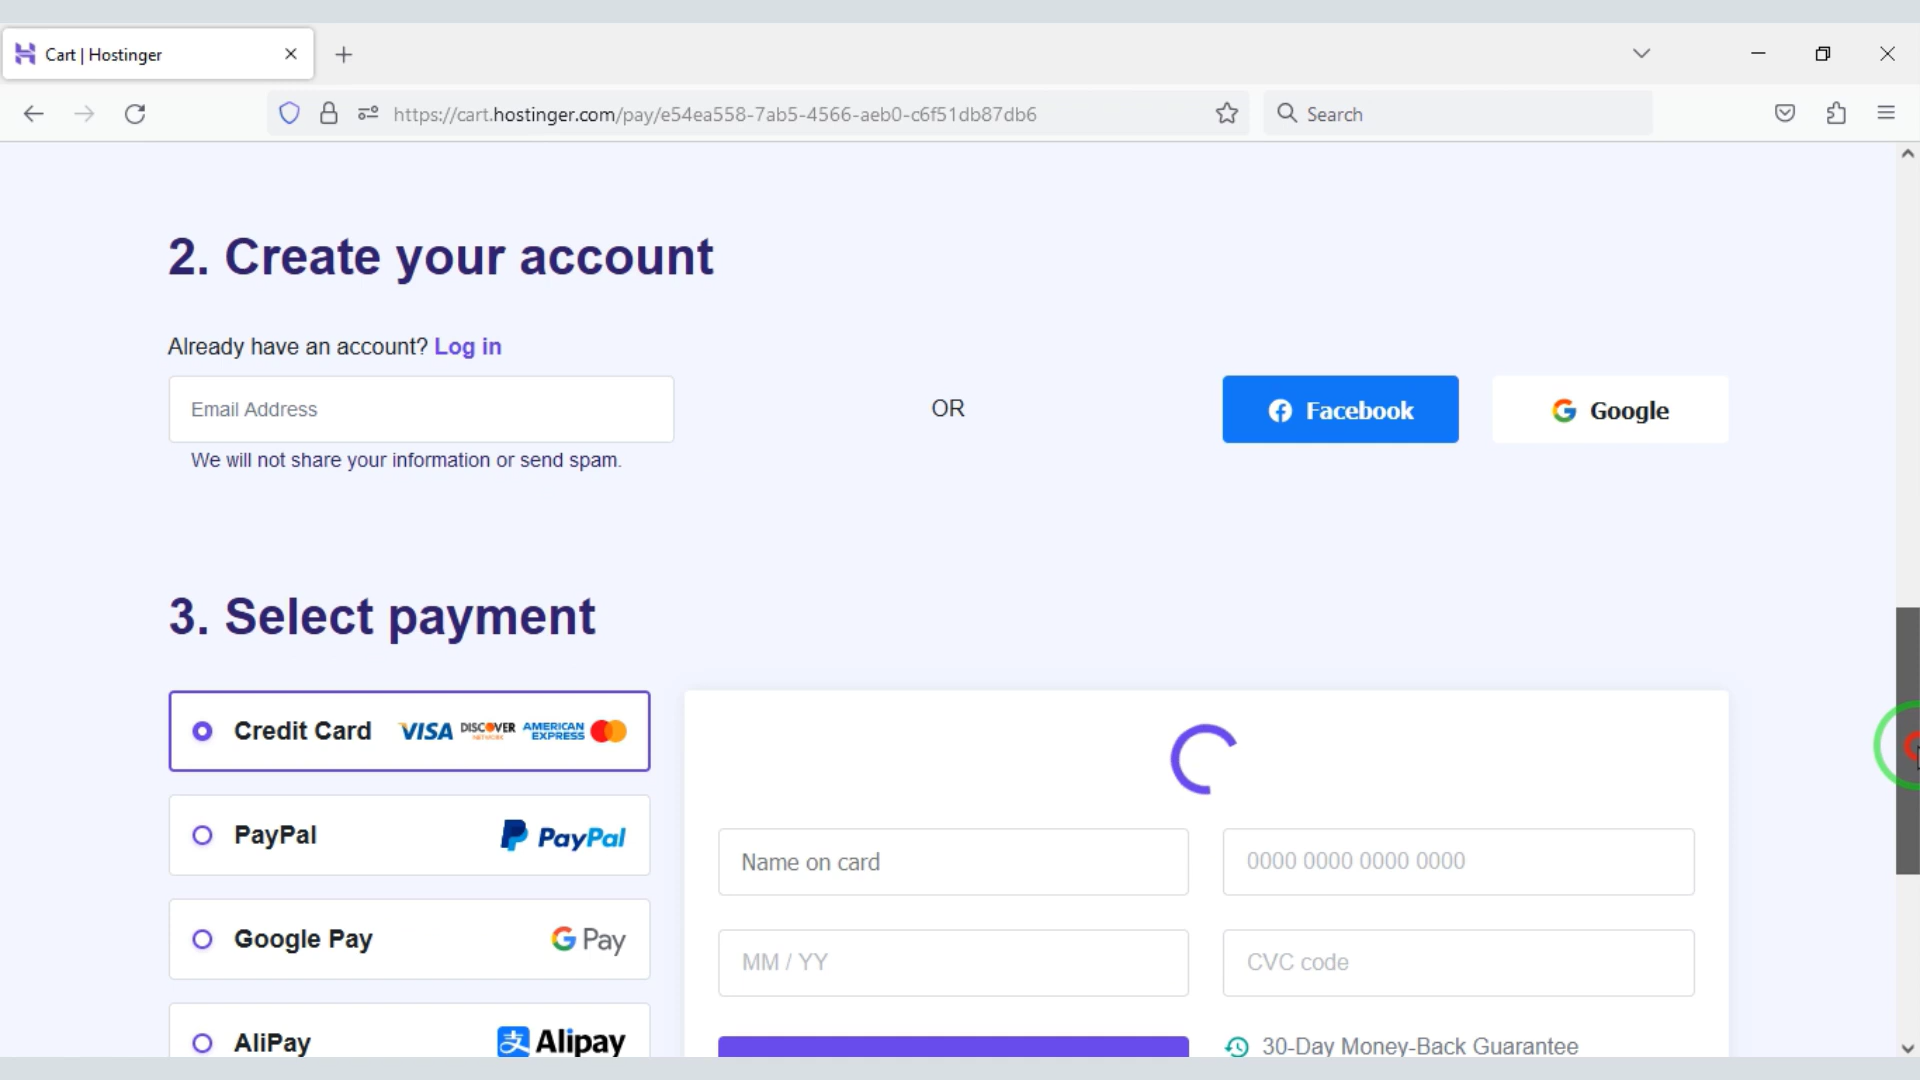 Cart | Hostinger
https://cart.hostinger.com/pay/e54ea558-7ab5-4566-aeb0-c6f51db87db6
Search
2. Create your account
Already have an account? Log in
Email Address
OR
Facebook
Google
We will not share your information or send spam.
3. Select payment
Credit Card VISA DISCOVER NETWORK AMERICAN EXPRESS
PayPal PayPal
Name on card
0000 0000 0000 0000
Google Pay G Pay
MM / YY
CVC code
AliPay 支 Alipay
30-Day Money-Back Guarantee